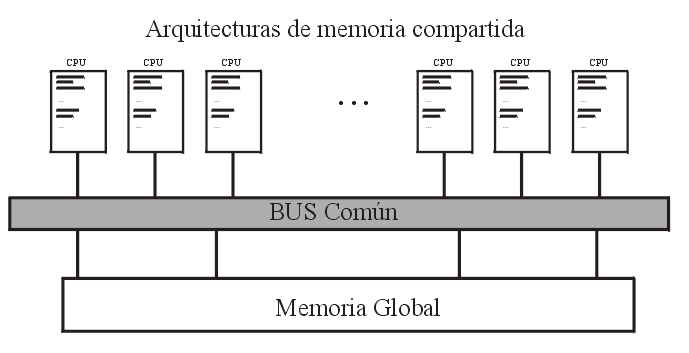 Arquitecturas de memoria compartida
CPU CPU CPU CPU CPU CPU
... ... ... ... ... ...
...
... ... ... ... ... ...
BUS Común
Memoria Global